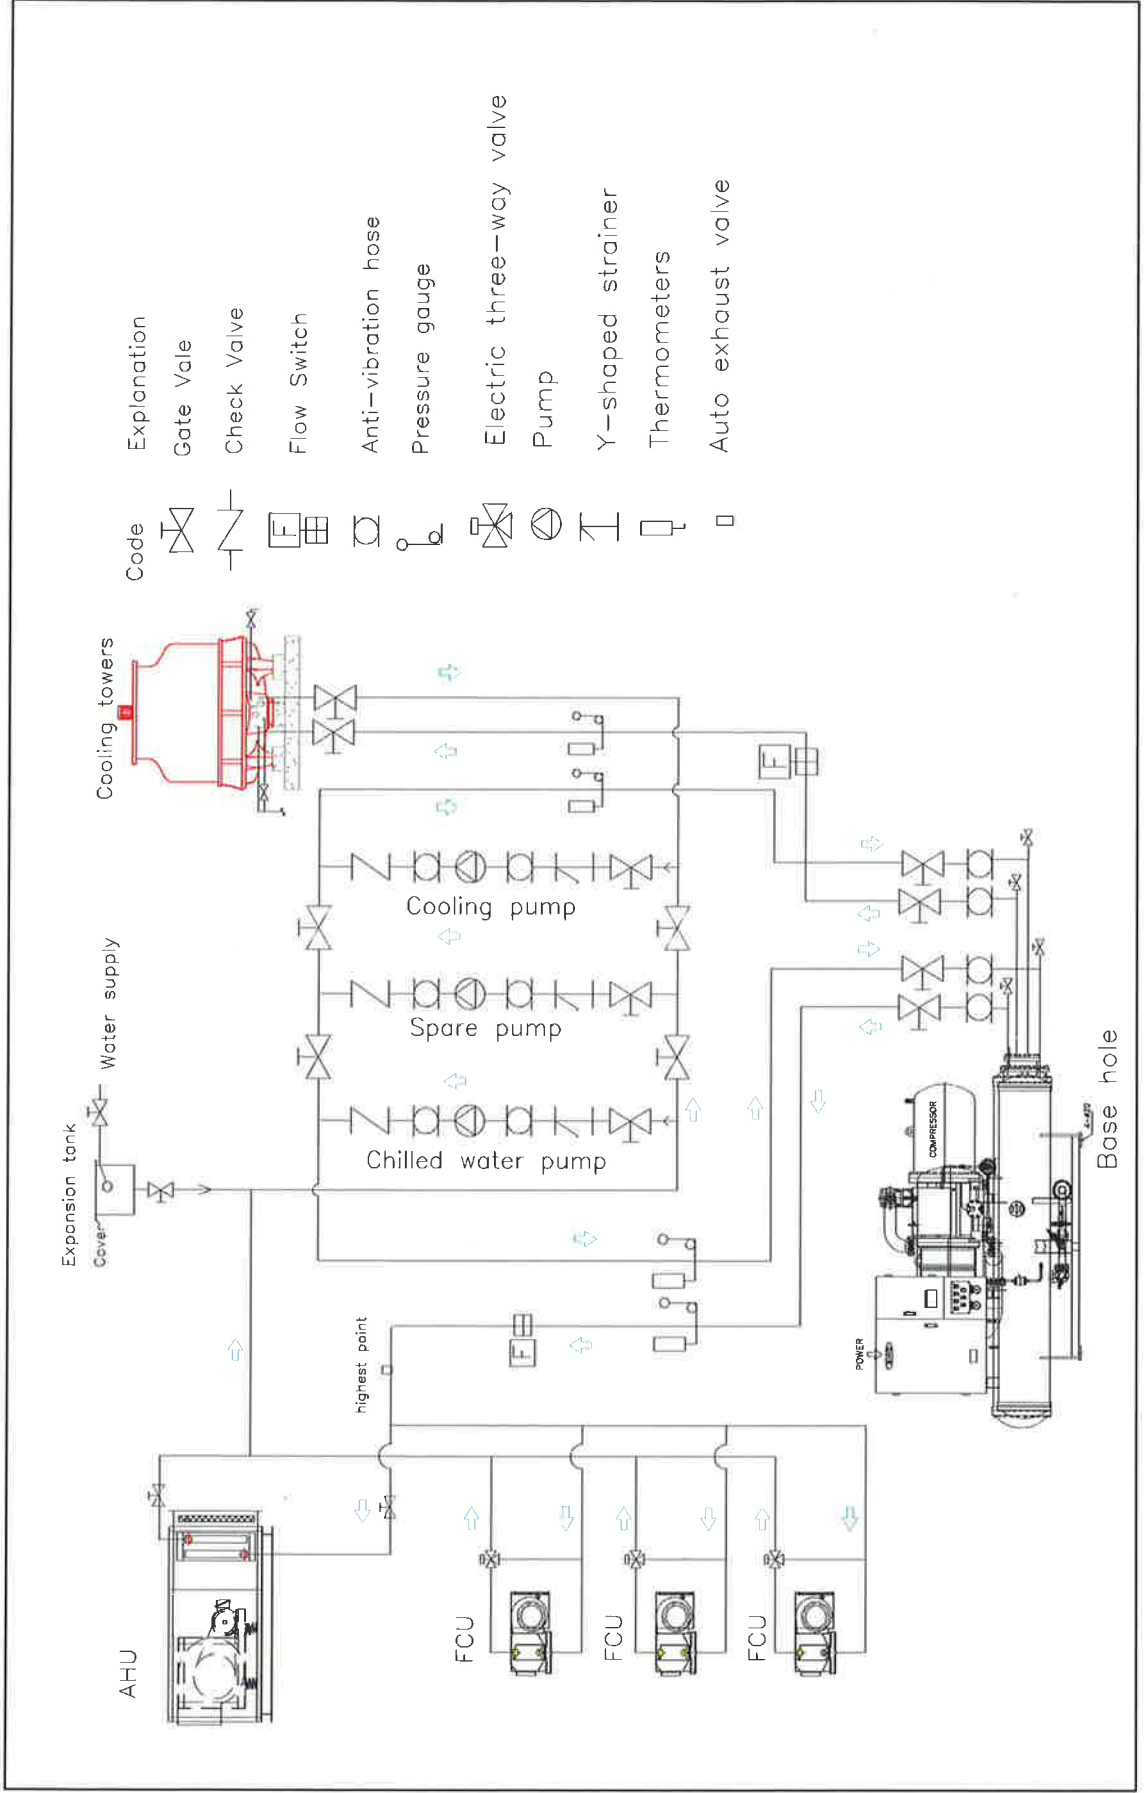 AHU
Expansion tank
Cover
Water supply
Cooling towers
Code Explanation
Gate Vale
Check Valve
F Flow Switch
Anti-vibration hose
Pressure gauge
Electric three-way valve
Pump
Y-shaped strainer
Thermometers
Auto exhaust valve
highest point
Cooling pump
Spare pump
Chilled water pump
F
F
FCU
FCU
FCU
POWER
COMPRESSOR
Base hole